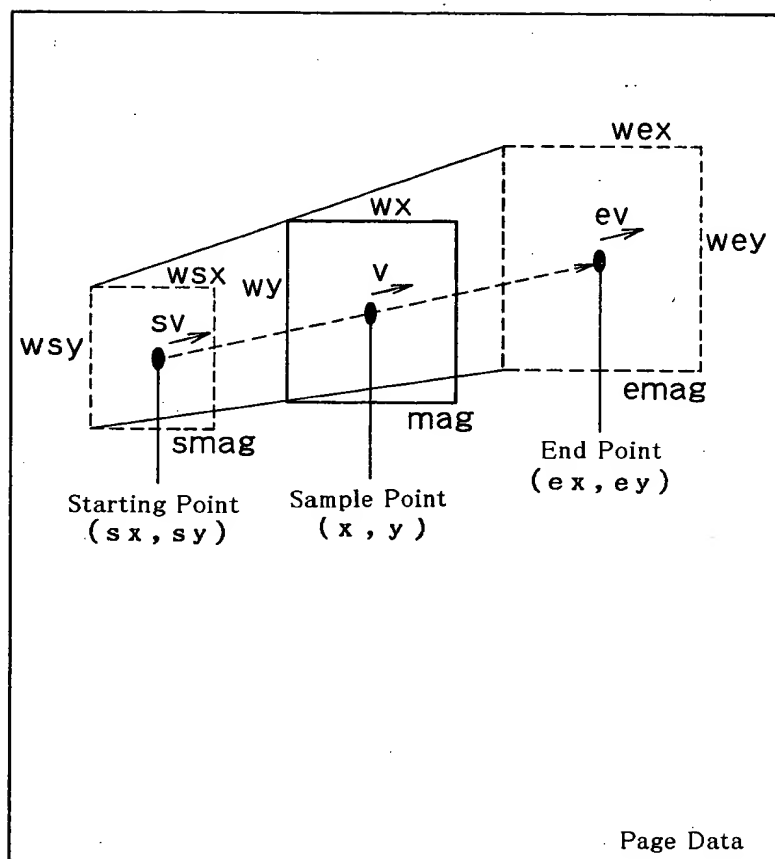 wex
wx
ev
wey
wsx
wy
v
sv
wsy
smag
mag
emag
End Point
(ex, ey)
Starting Point
(sx, sy)
Sample Point
(x, y)
Page Data